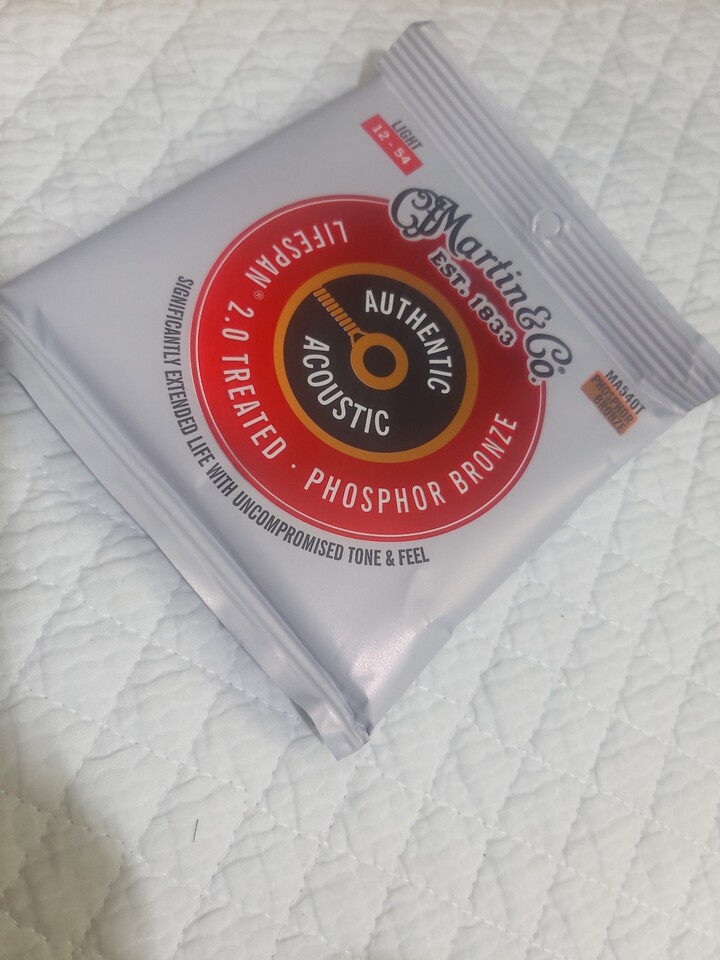 LIGHT
12 - 54
CFMartin & Co.®
EST. 1833
MA540T
PHOSPHOR
BRONZE
AUTHENTIC
ACOUSTIC
LIFESPAN® 2.0 TREATED · PHOSPHOR BRONZE
SIGNIFICANTLY EXTENDED LIFE WITH UNCOMPROMISED TONE & FEEL